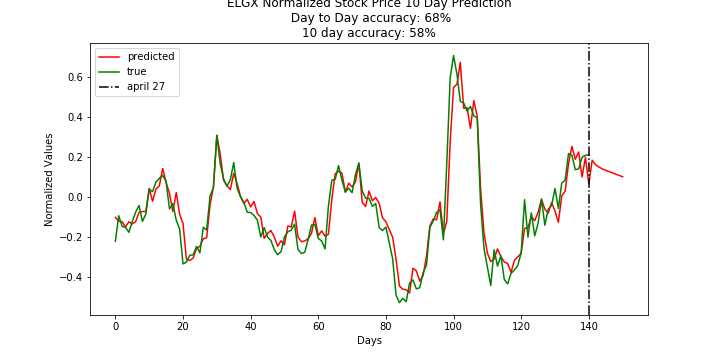 ELGX Normalized Stock Price 10 Day Prediction
Day to Day accuracy: 68%
10 day accuracy: 58%
predicted
true
april 27
Normalized Values
0.6
0.4
0.2
0.0
−0.2
−0.4
0 20 40 60 80 100 120 140
Days